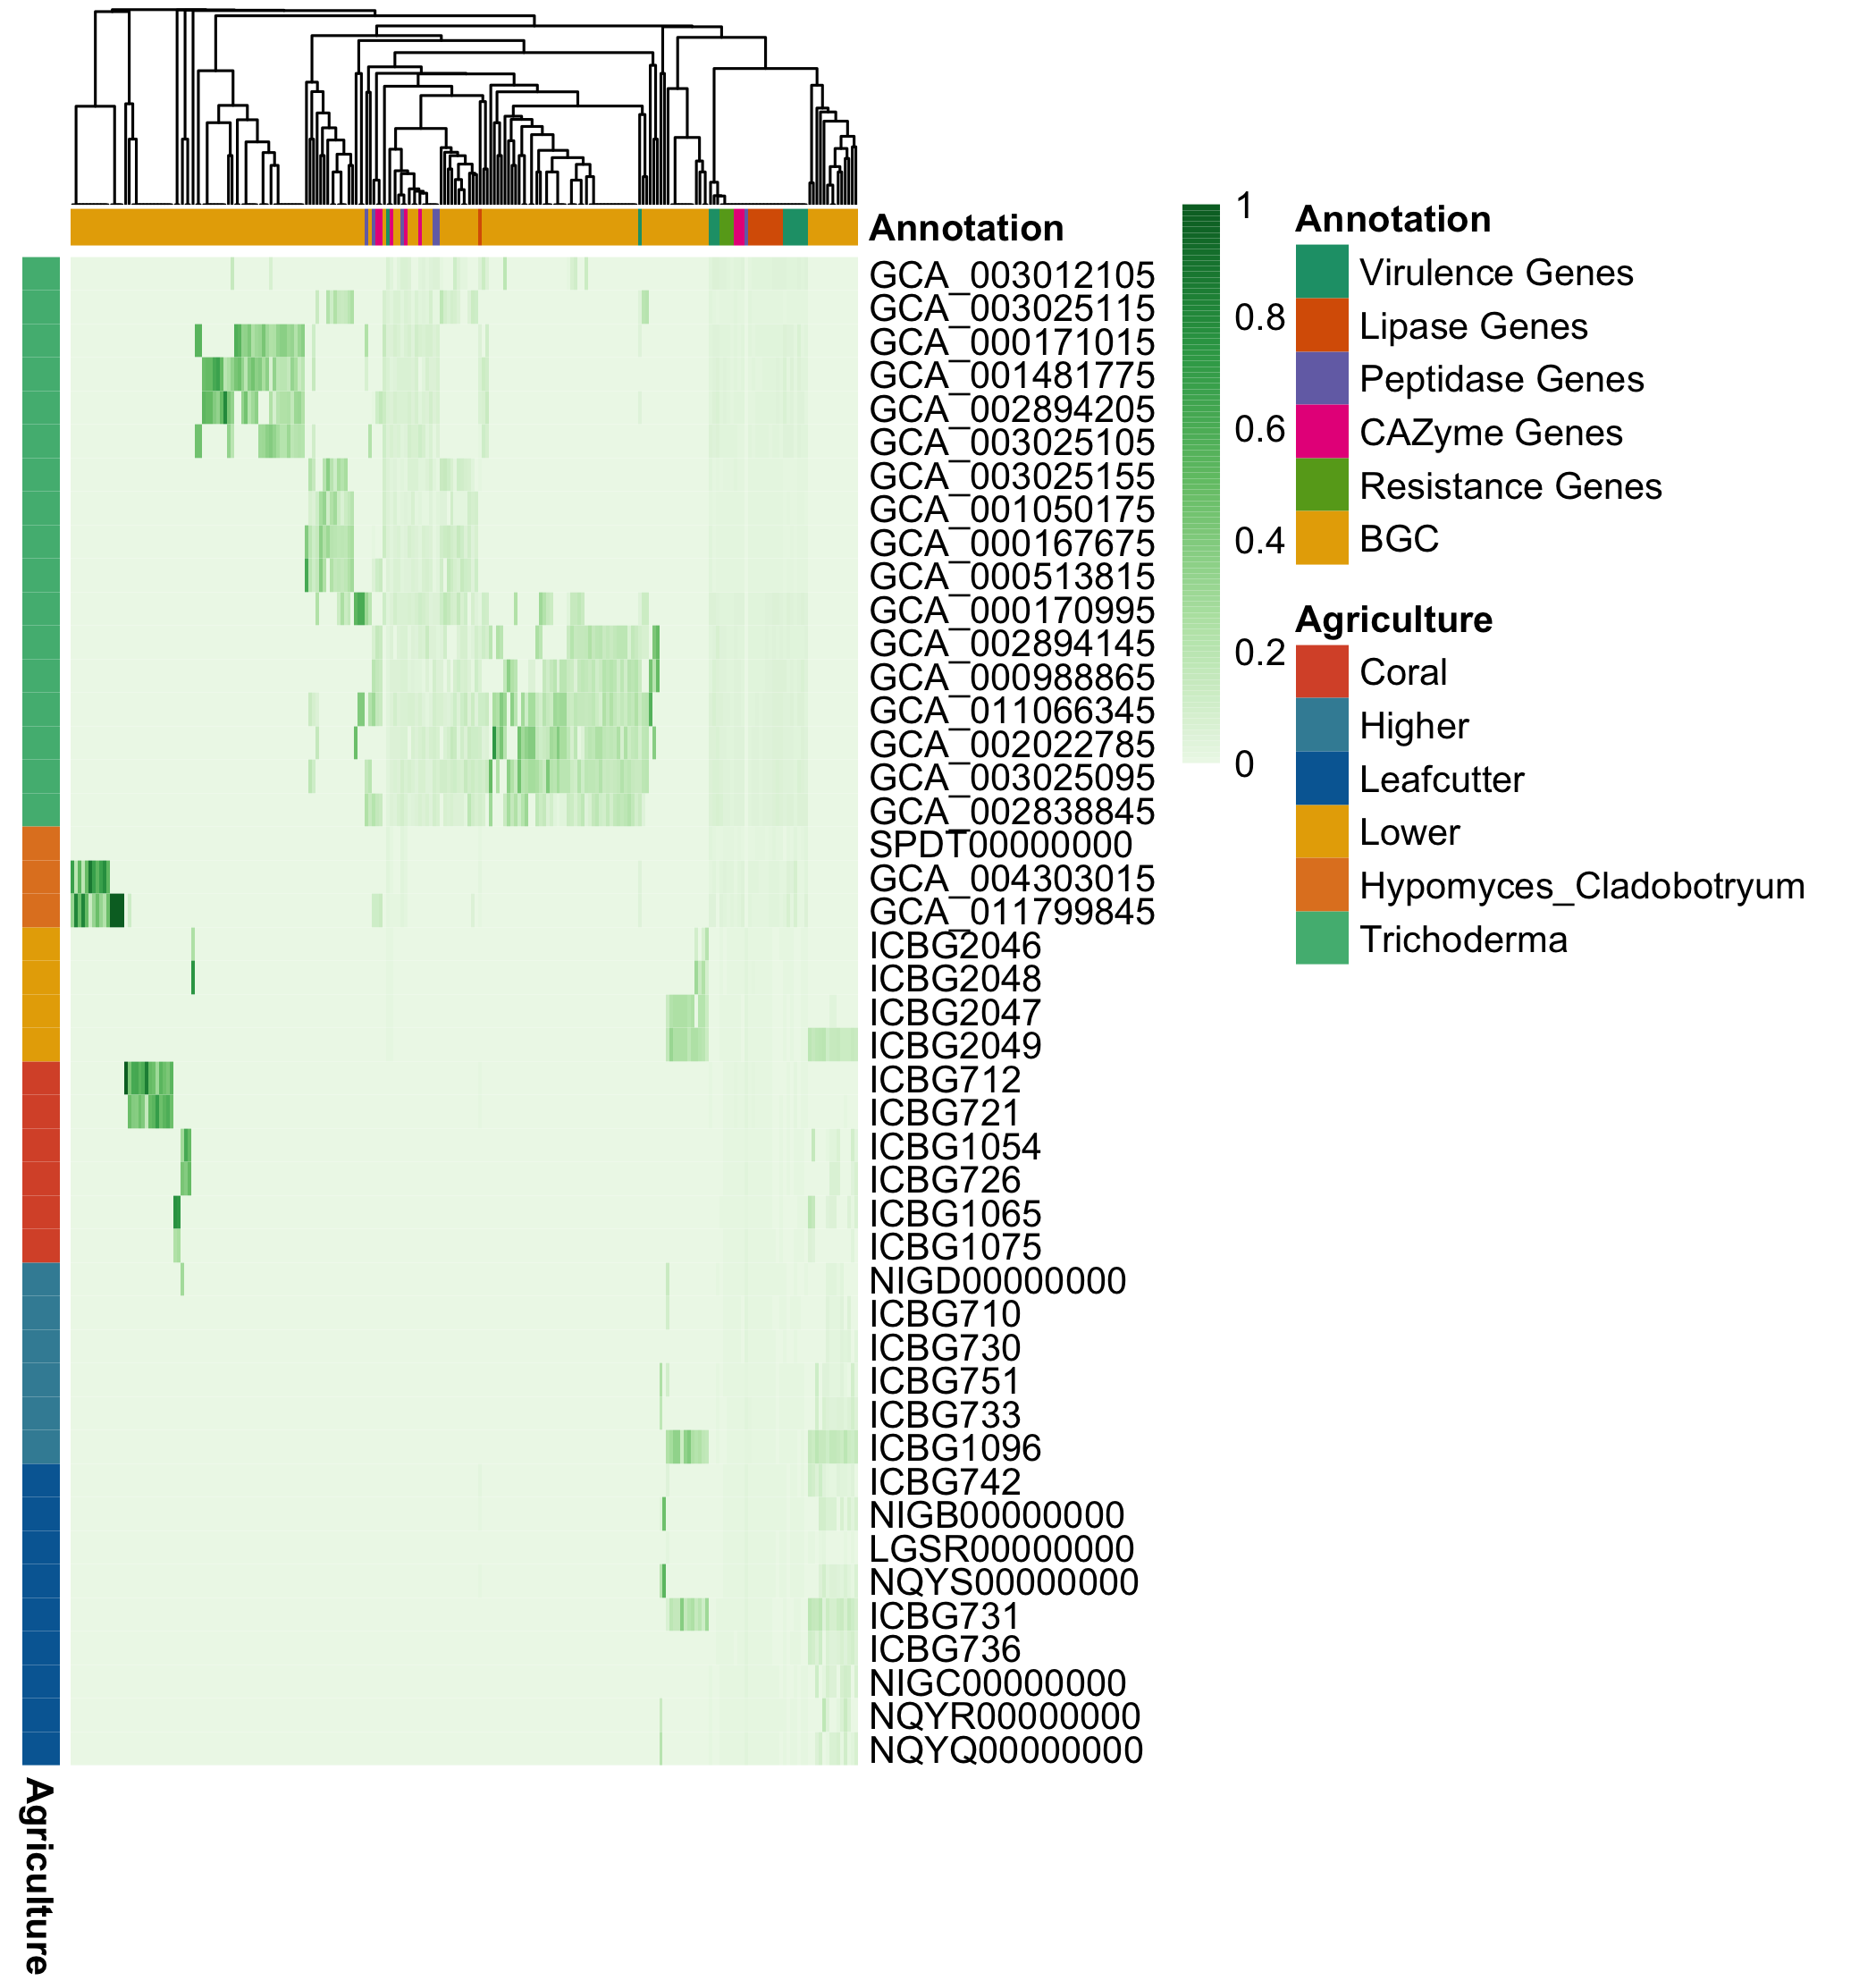 Annotation
GCA_003012105
GCA_003025115
GCA_000171015
GCA_001481775
GCA_002894205
GCA_003025105
GCA_003025155
GCA_001050175
GCA_000167675
GCA_000513815
GCA_000170995
GCA_002894145
GCA_000988865
GCA_011066345
GCA_002022785
GCA_003025095
GCA_002838845
SPDT00000000
GCA_004303015
GCA_011799845
ICBG2046
ICBG2048
ICBG2047
ICBG2049
ICBG712
ICBG721
ICBG1054
ICBG726
ICBG1065
ICBG1075
NIGD00000000
ICBG710
ICBG730
ICBG751
ICBG733
ICBG1096
ICBG742
NIGB00000000
LGSR00000000
NQYS00000000
ICBG731
ICBG736
NIGC00000000
NQYR00000000
NQYQ00000000
Agriculture
1
0.8
0.6
0.4
0.2
0
Annotation
Virulence Genes
Lipase Genes
Peptidase Genes
CAZyme Genes
Resistance Genes
BGC
Agriculture
Coral
Higher
Leafcutter
Lower
Hypomyces_Cladobotryum
Trichoderma